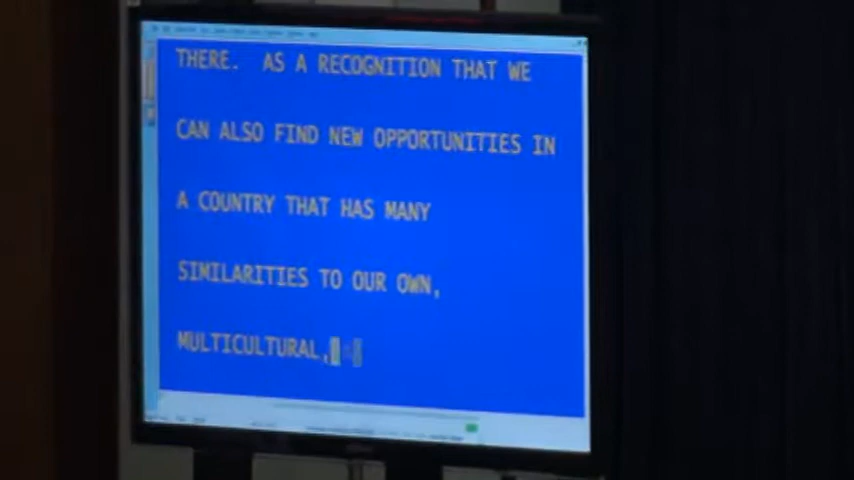 THERE.  AS A RECOGNITION THAT WE
CAN ALSO FIND NEW OPPORTUNITIES IN
A COUNTRY THAT HAS MANY
SIMILARITIES TO OUR OWN,
MULTICULTURAL,